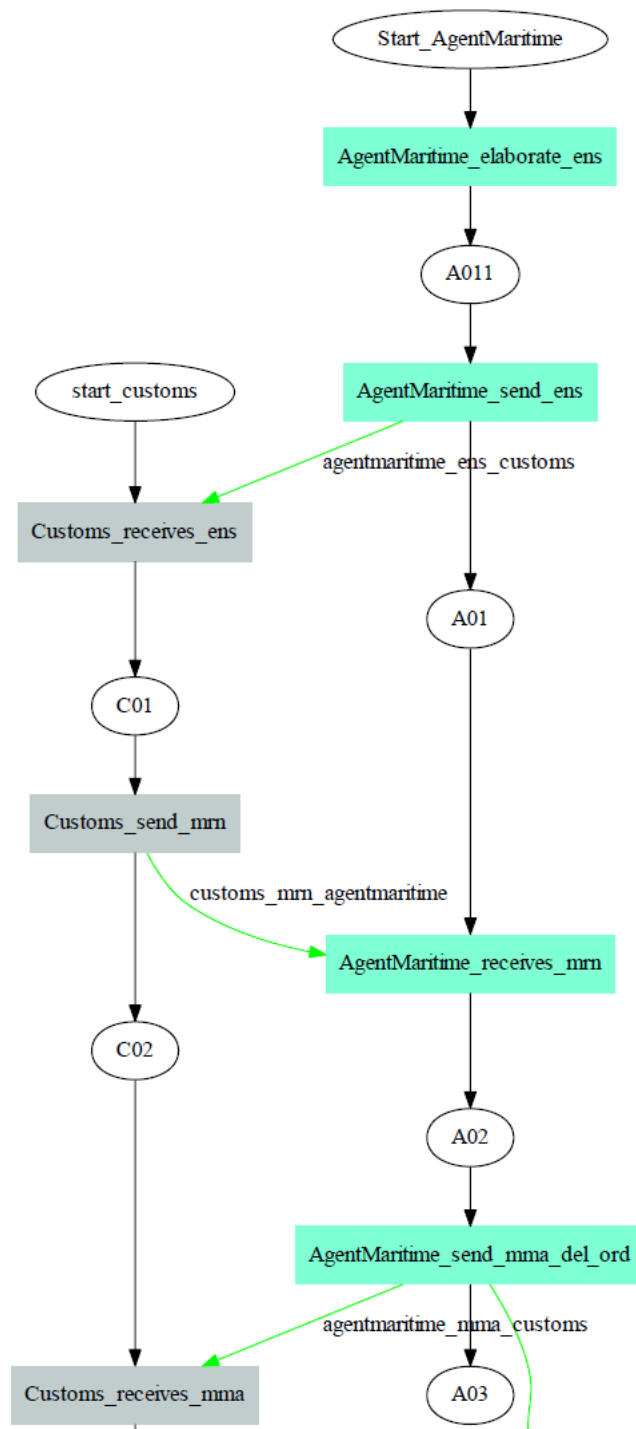 Start_AgentMaritime
AgentMaritime_elaborate_ens
A011
start_customs
AgentMaritime_send_ens
agentmaritime_ens_customs
Customs_receives_ens
A01
C01
Customs_send_mrn
customs_mrn_agentmaritime
AgentMaritime_receives_mrn
C02
A02
AgentMaritime_send_mma_del_ord
agentmaritime_mma_customs
Customs_receives_mma
A03